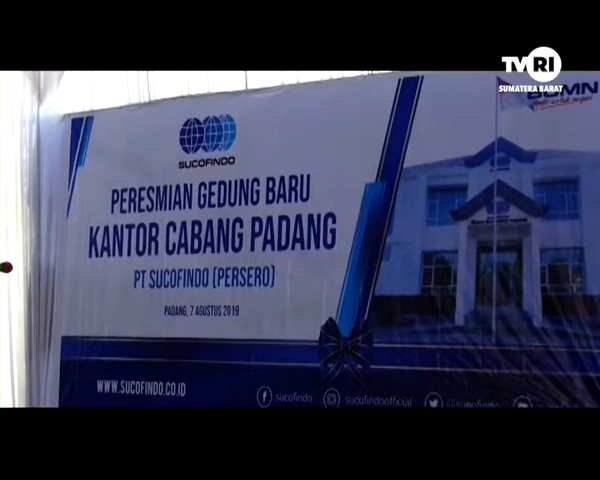 TVRI
SUMATERA BARAT
BUMN
SUCOFINDO
PERESMIAN GEDUNG BARU
KANTOR CABANG PADANG
PT SUCOFINDO (PERSERO)
PADANG, 7 AGUSTUS 2019
WWW.SUCOFINDO.CO.ID
sucofindo
sucofindoofficial
@sucofindo